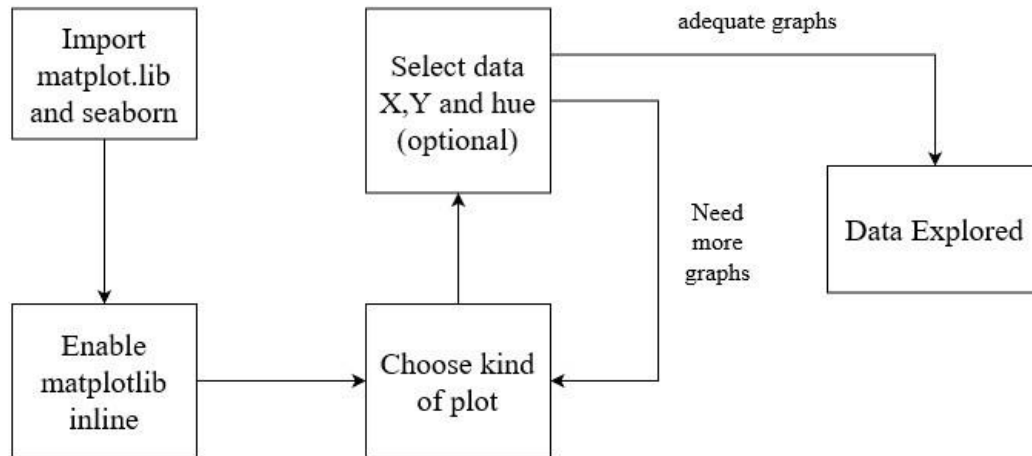 Import
matplot.lib
and seaborn
Enable
matplotlib
inline
Choose kind
of plot
Select data
X,Y and hue
(optional)
adequate graphs
Need
more
graphs
Data Explored